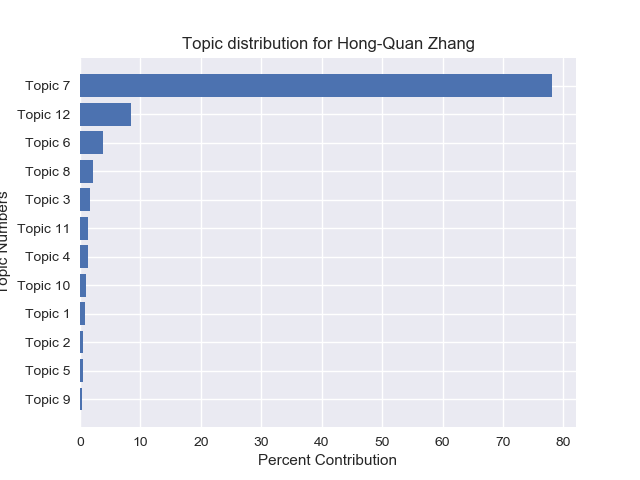 Topic distribution for Hong-Quan Zhang
Topic 7
Topic 12
Topic 6
Topic 8
Topic 3
Topic 11
Topic 4
Topic 10
Topic 1
Topic 2
Topic 5
Topic 9
Topic Numbers
0 10 20 30 40 50 60 70 80
Percent Contribution